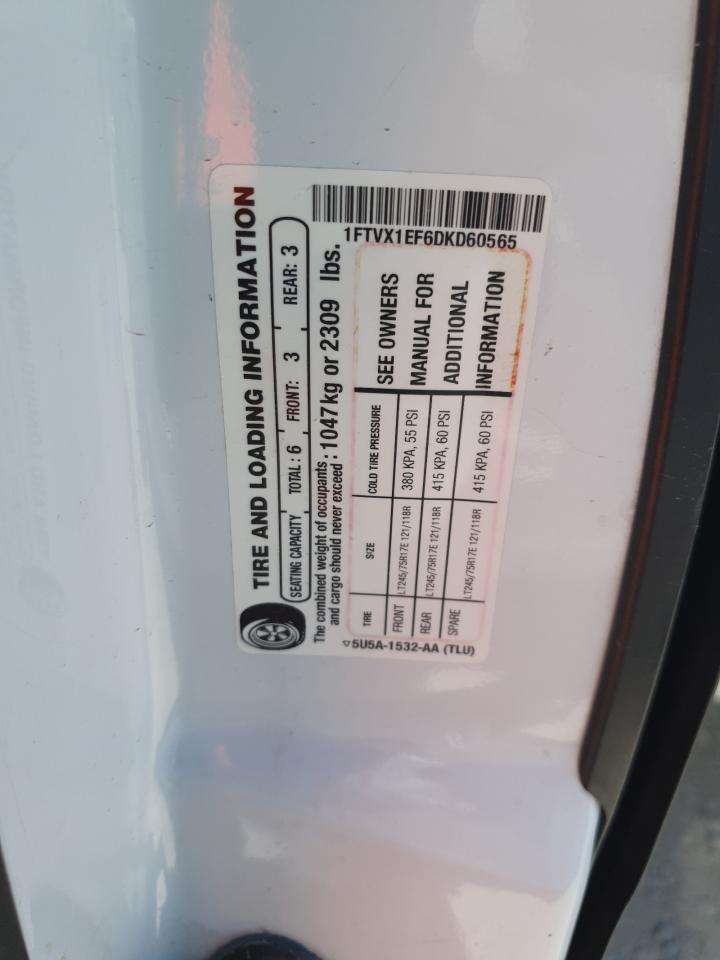 TIRE AND LOADING INFORMATION
SEATING CAPACITY TOTAL: 6 FRONT: 3 REAR: 3
The combined weight of occupants and cargo should never exceed : 1047 kg or 2309 lbs.
1FTVX1EF6DKD60565
TIRE SIZE COLD TIRE PRESSURE
FRONT LT245/75R17E 121/118R 380 KPA, 55 PSI
REAR LT245/75R17E 121/118R 415 KPA, 60 PSI
SPARE LT245/75R17E 121/118R 415 KPA, 60 PSI
SEE OWNERS
MANUAL FOR
ADDITIONAL
INFORMATION
5U5A-1532-AA (TLU)